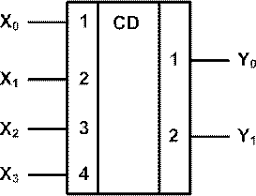 X₀ 1 CD
1 Y₀
X₁ 2
X₂ 3
2 Y₁
X₃ 4